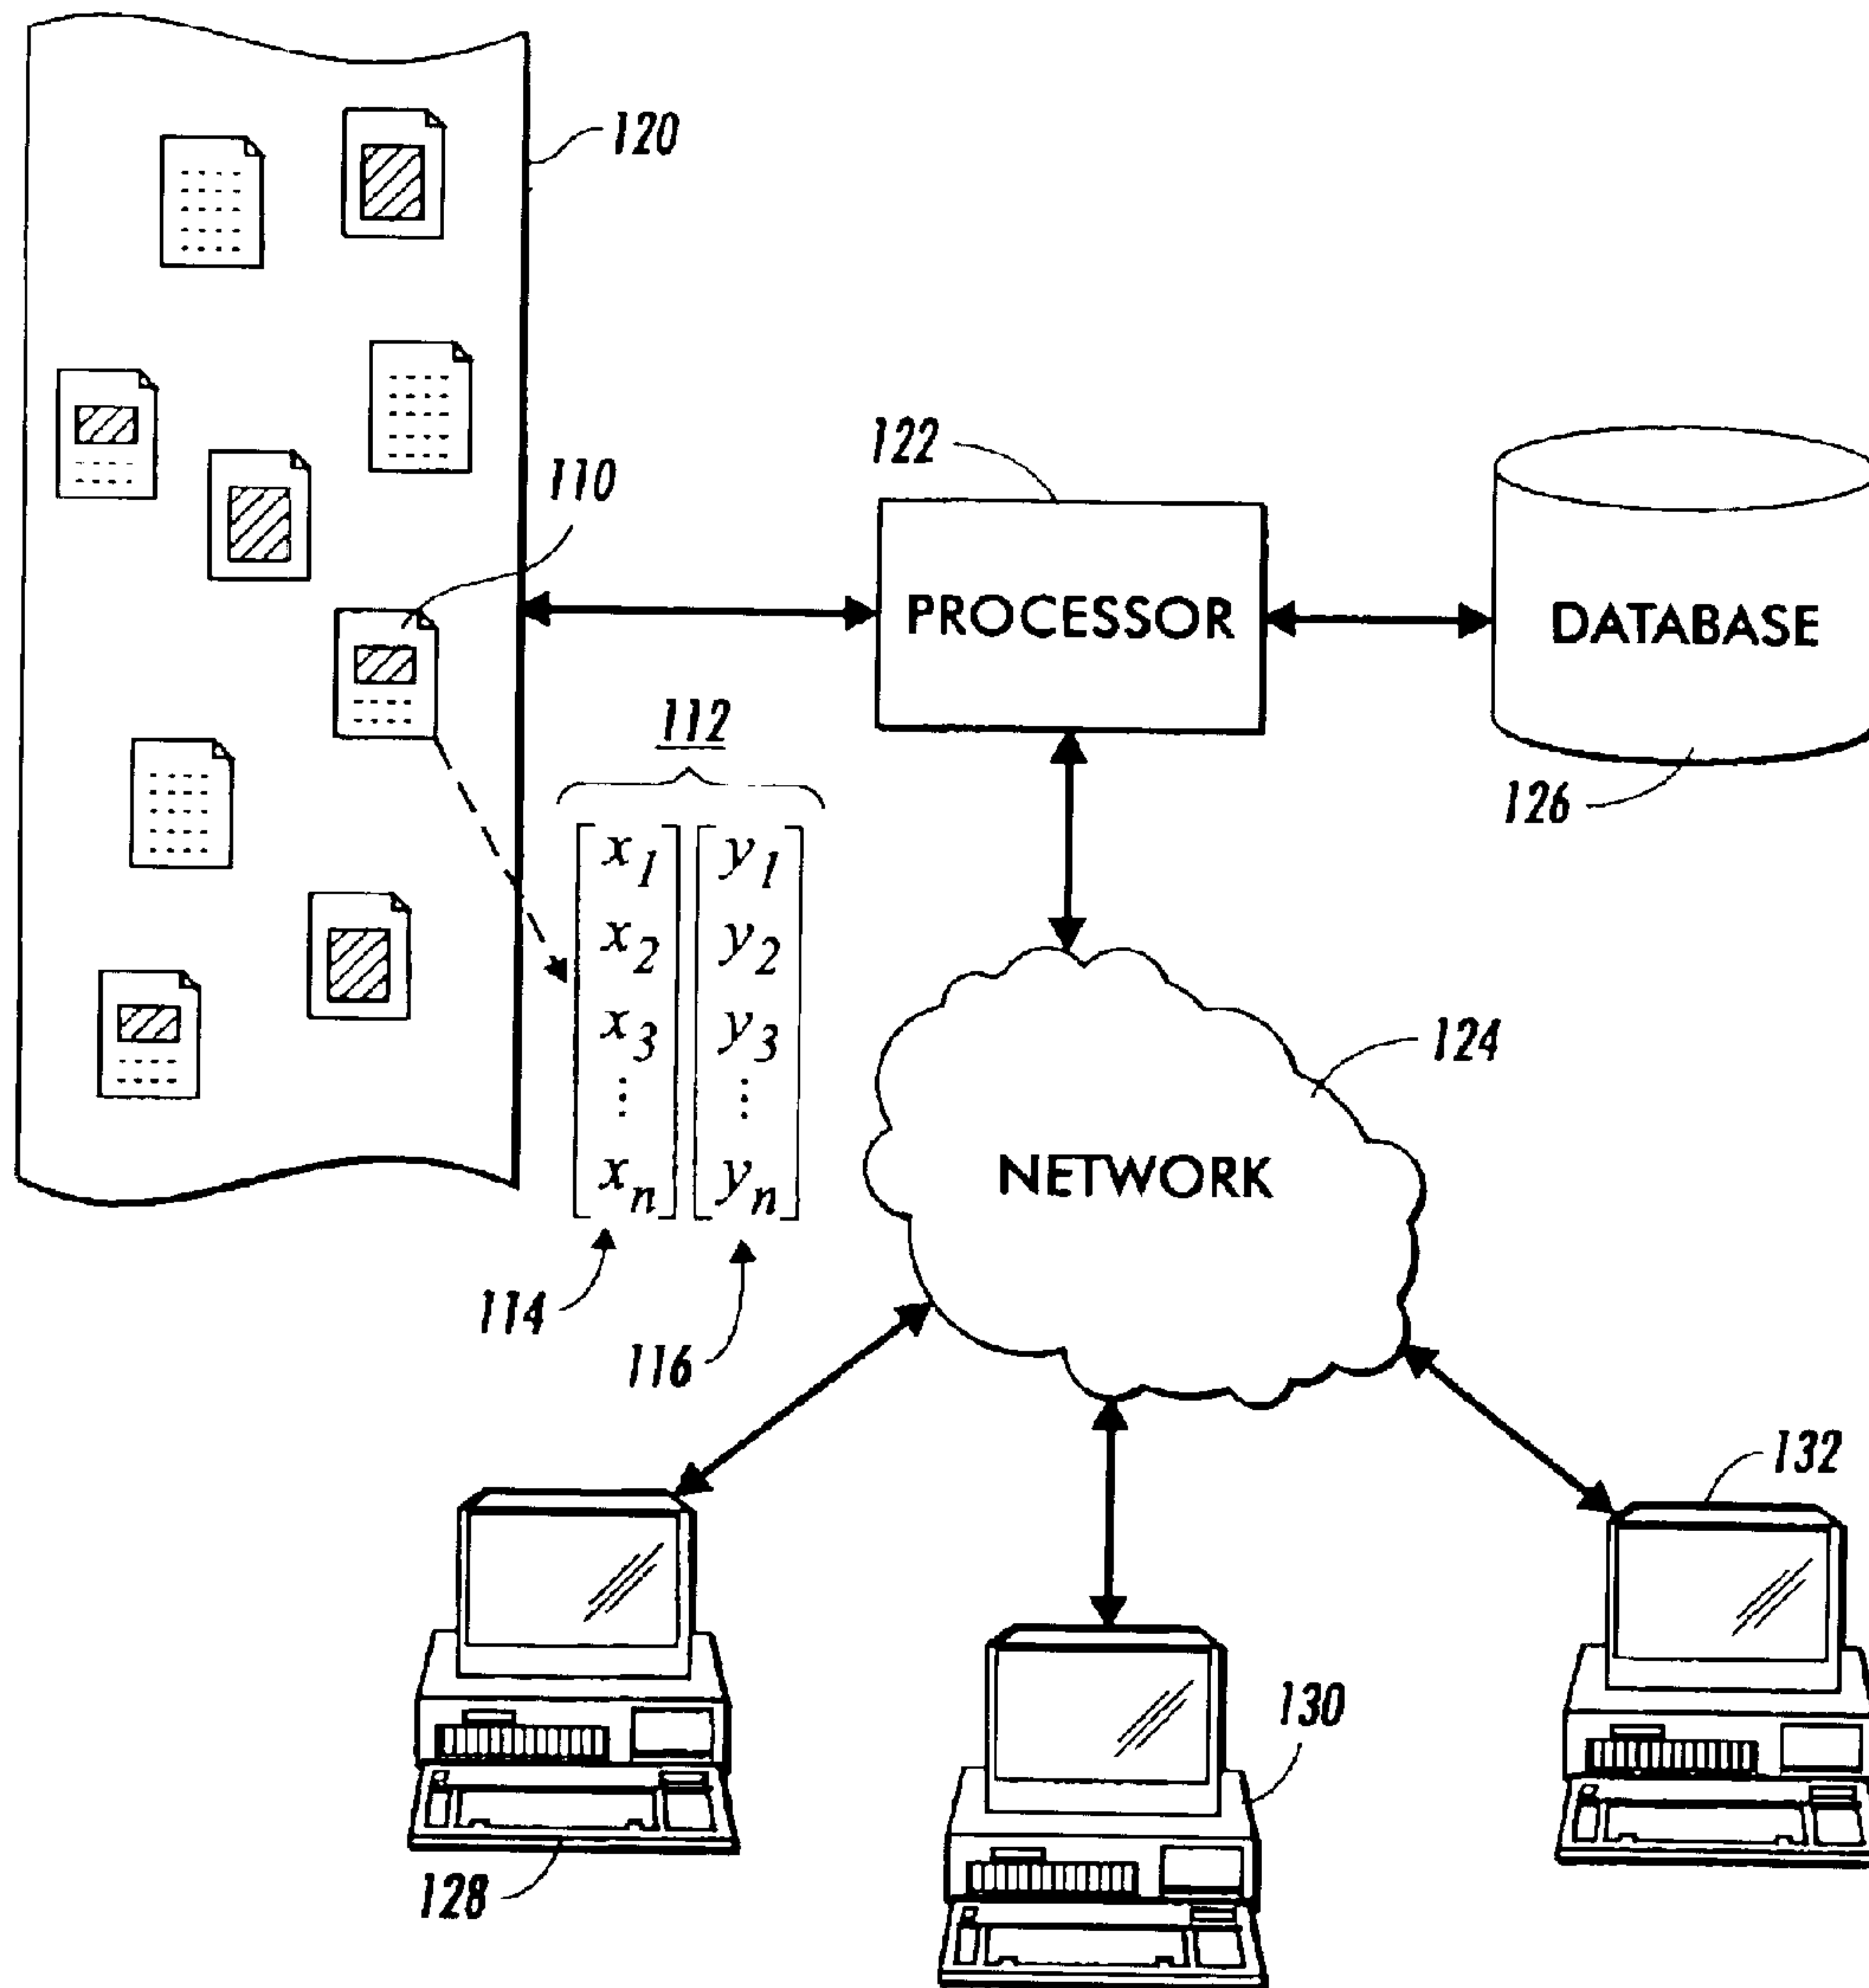 120
122
110
PROCESSOR
DATABASE
112
126
x1 y1
x2 y2
x3 y3
⋮ ⋮
xn yn
124
NETWORK
114
116
132
130
128